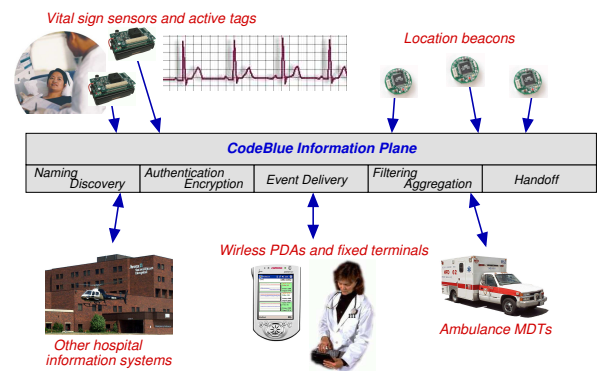 Vital sign sensors and active tags
Location beacons
CodeBlue Information Plane
Naming
Discovery
Authentication
Encryption
Event Delivery
Filtering
Aggregation
Handoff
Wirless PDAs and fixed terminals
Other hospital
information systems
Ambulance MDTs